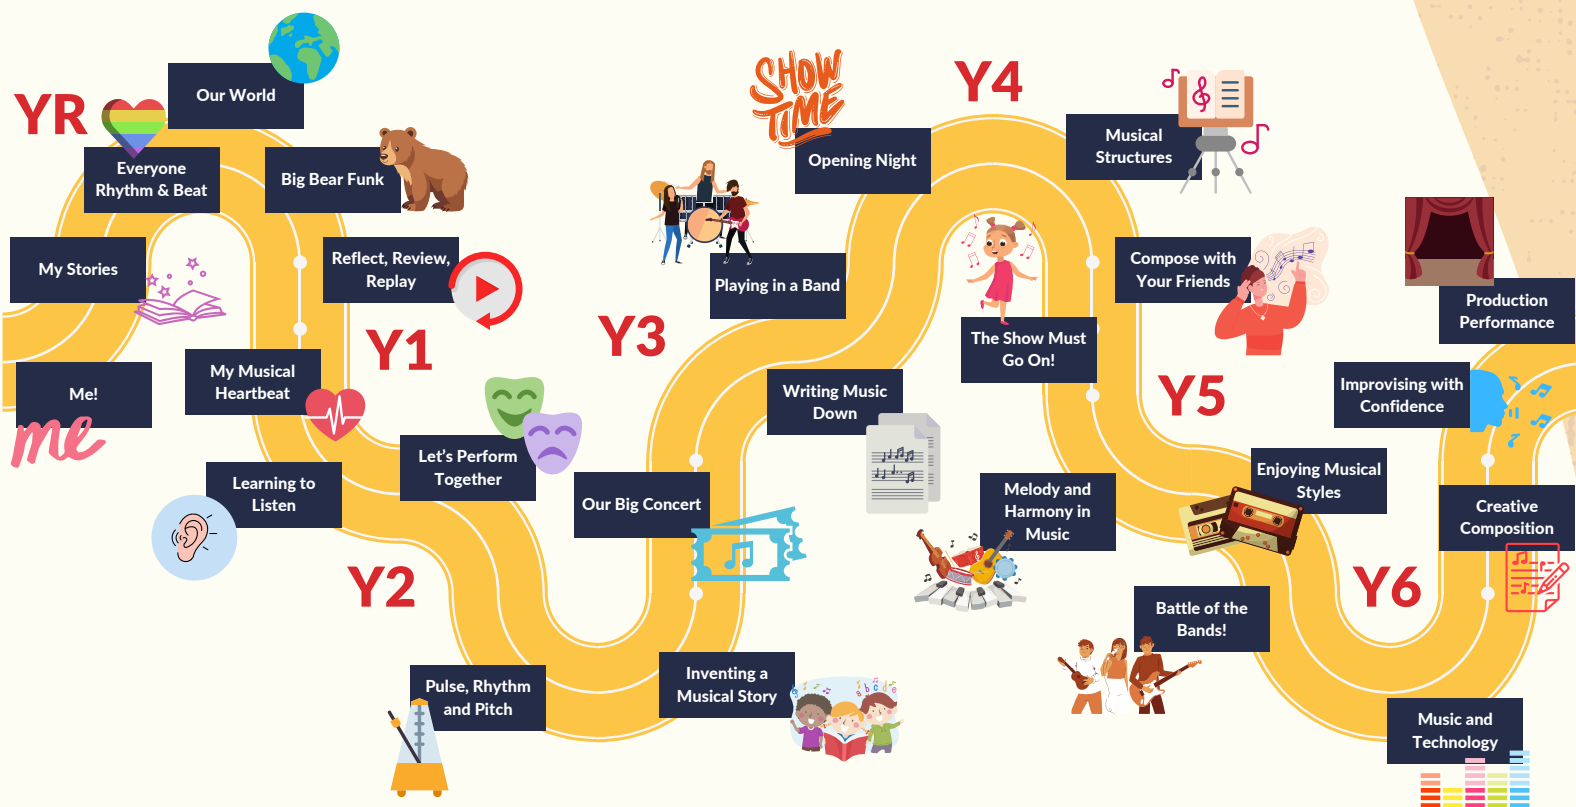 YR
Our World
Everyone
Rhythm & Beat
Big Bear Funk
My Stories
Reflect, Review,
Replay
Me!
me
Y1
My Musical
Heartbeat
Learning to
Listen
Let's Perform
Together
Y2
Pulse, Rhythm
and Pitch
Inventing a
Musical Story
a b c d e
Our Big Concert
Y3
Playing in a Band
Writing Music
Down
SHOW
TIME
Opening Night
Y4
Musical
Structures
Compose with
Your Friends
The Show Must
Go On!
Y5
Melody and
Harmony in
Music
Enjoying Musical
Styles
Battle of the
Bands!
Y6
Music and
Technology
Creative
Composition
Improvising with
Confidence
Production
Performance